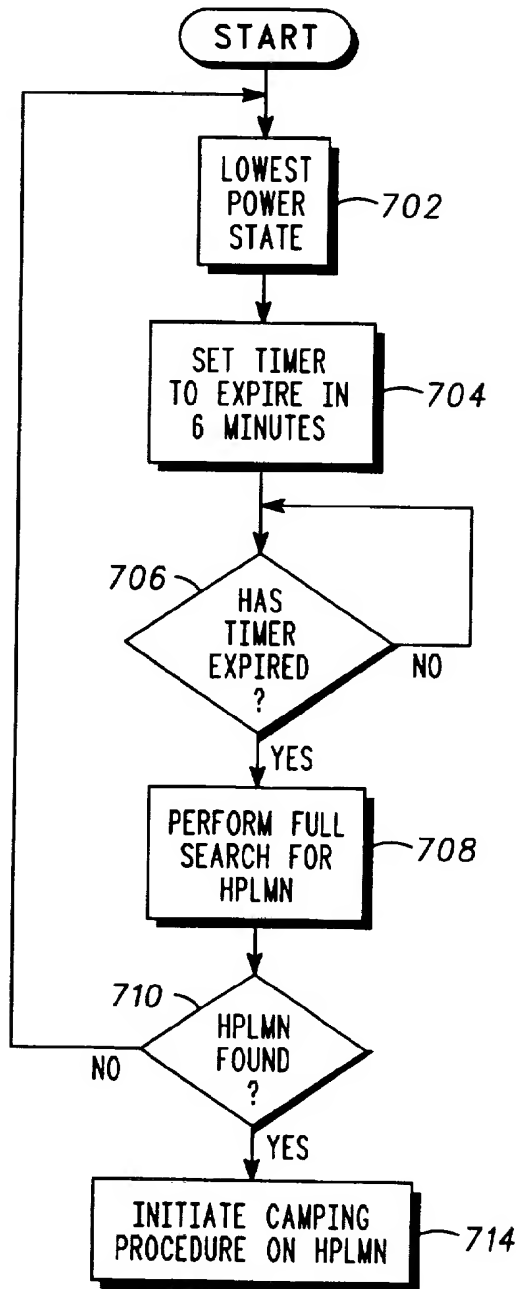 START
LOWEST
POWER
STATE
702
SET TIMER
TO EXPIRE IN
6 MINUTES
704
706
HAS
TIMER
EXPIRED
?
NO
YES
PERFORM FULL
SEARCH FOR
HPLMN
708
710
HPLMN
FOUND
?
NO
YES
INITIATE CAMPING
PROCEDURE ON HPLMN
714